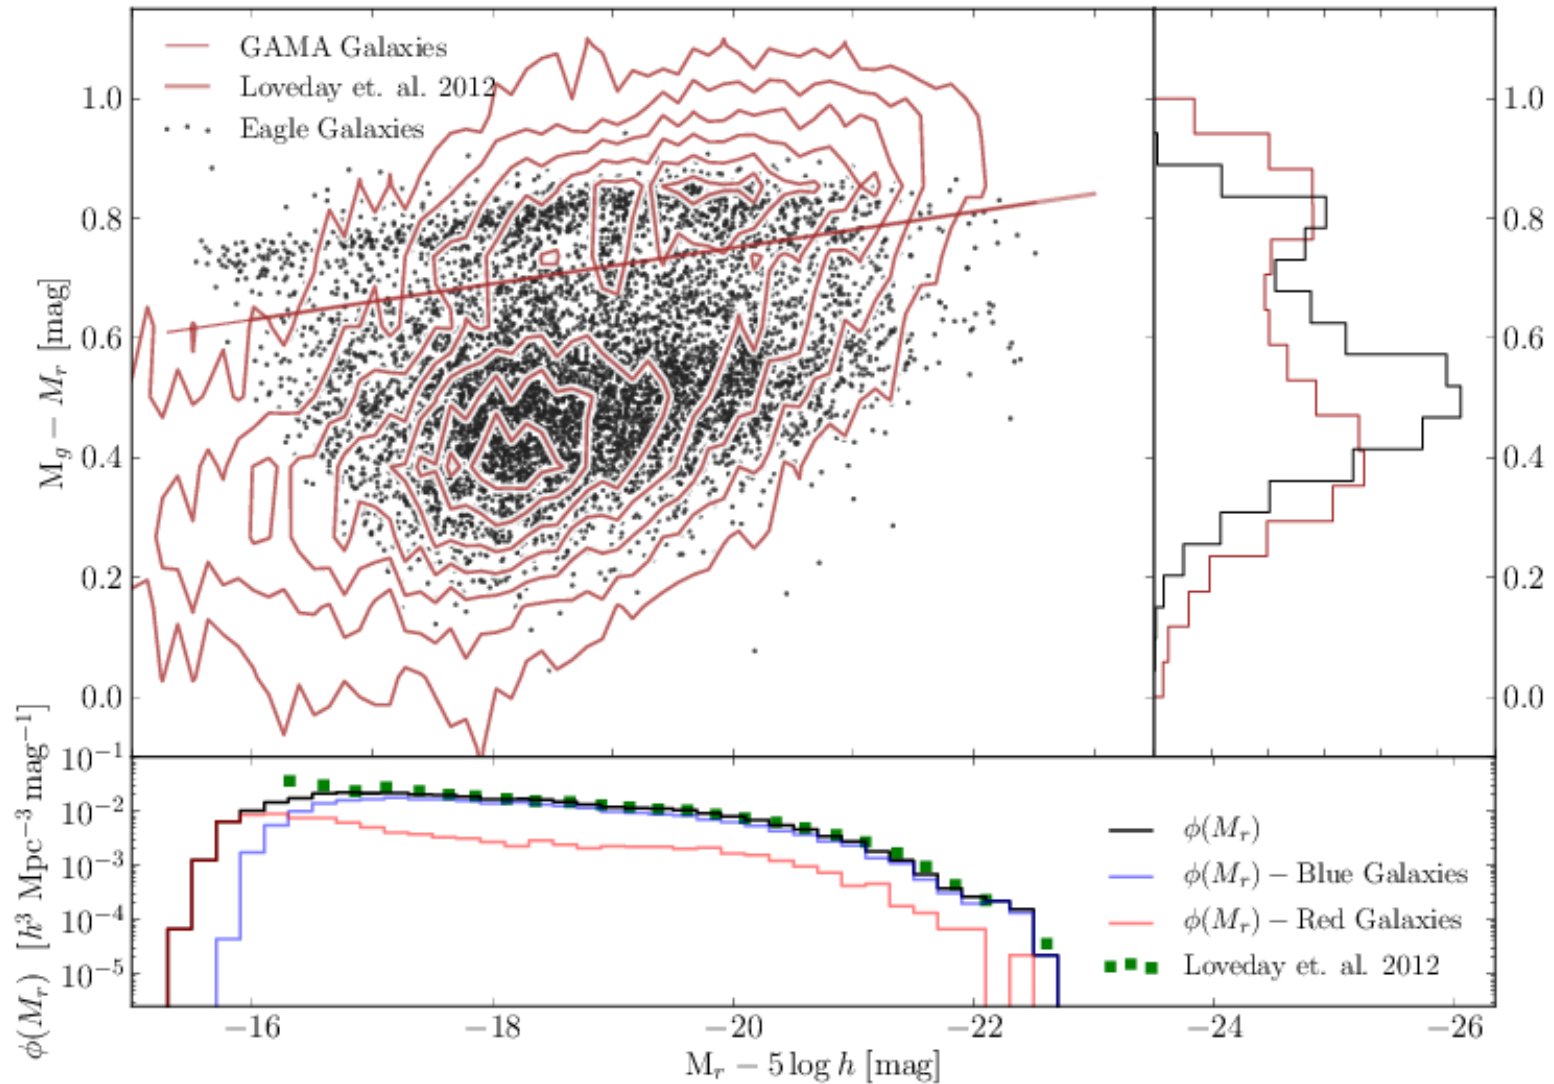 GAMA Galaxies
Loveday et. al. 2012
Eagle Galaxies
1.0
0.8
0.6
0.4
0.2
0.0
M_g − M_r [mag]
1.0
0.8
0.6
0.4
0.2
0.0
10^{−1}
10^{−2}
10^{−3}
10^{−4}
10^{−5}
ϕ(M_r) [h^3 Mpc^{−3} mag^{−1}]
ϕ(M_r)
ϕ(M_r) − Blue Galaxies
ϕ(M_r) − Red Galaxies
Loveday et. al. 2012
−16 −18 −20 −22 −24 −26
M_r − 5 log h [mag]